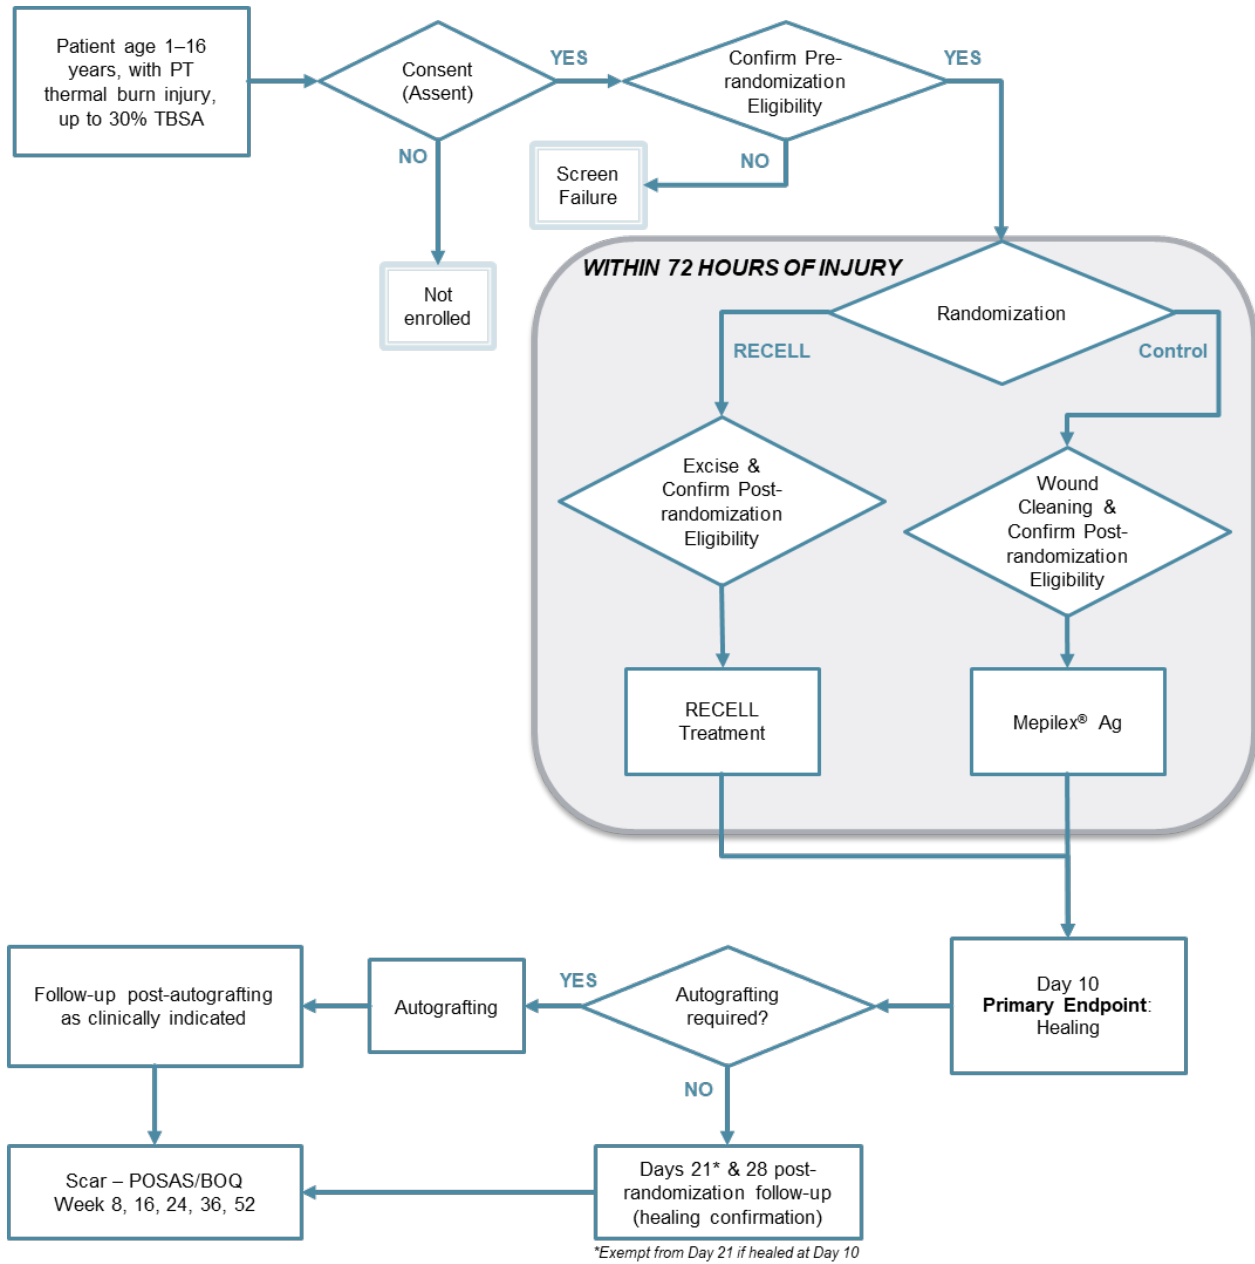 Patient age 1–16
years, with PT
thermal burn injury,
up to 30% TBSA
Consent
(Assent)
YES
NO
Not
enrolled
Confirm Pre-
randomization
Eligibility
YES
NO
Screen
Failure
WITHIN 72 HOURS OF INJURY
Randomization
RECELL
Control
Excise &
Confirm Post-
randomization
Eligibility
Wound
Cleaning &
Confirm Post-
randomization
Eligibility
RECELL
Treatment
Mepilex® Ag
Day 10
Primary Endpoint:
Healing
Autografting
required?
YES
NO
Autografting
Follow-up post-autografting
as clinically indicated
Days 21* & 28 post-
randomization follow-up
(healing confirmation)
*Exempt from Day 21 if healed at Day 10
Scar – POSAS/BOQ
Week 8, 16, 24, 36, 52